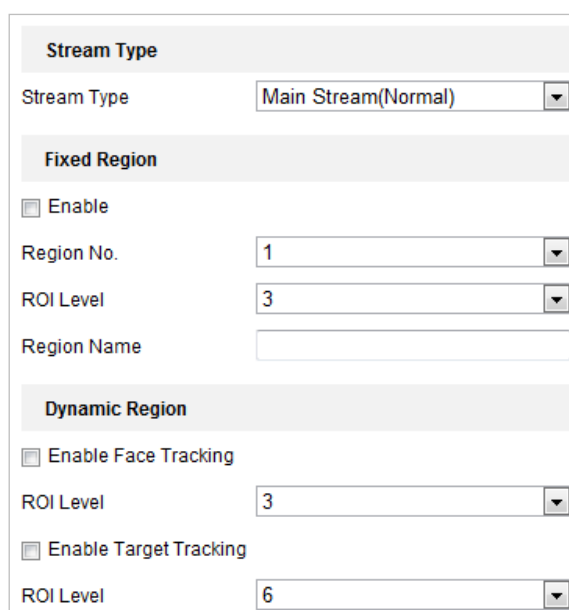 Stream Type
Stream Type Main Stream(Normal)
Fixed Region
Enable
Region No. 1
ROI Level 3
Region Name
Dynamic Region
Enable Face Tracking
ROI Level 3
Enable Target Tracking
ROI Level 6